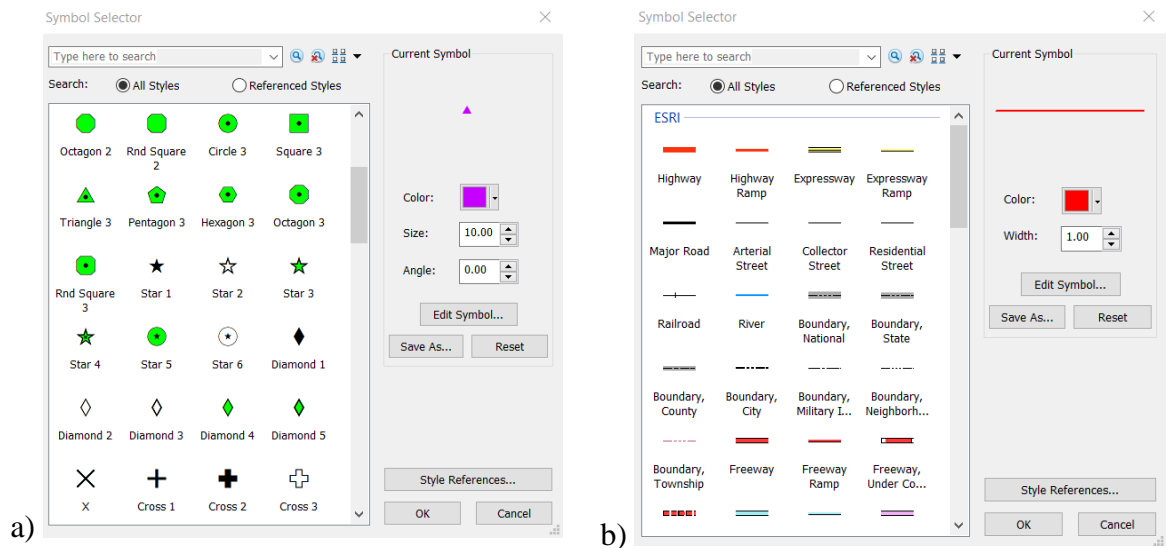 Symbol Selector
Type here to search
Search: All Styles Referenced Styles
Octagon 2 Rnd Square 2 Circle 3 Square 3
Triangle 3 Pentagon 3 Hexagon 3 Octagon 3
Rnd Square 3 Star 1 Star 2 Star 3
Star 4 Star 5 Star 6 Diamond 1
Diamond 2 Diamond 3 Diamond 4 Diamond 5
X Cross 1 Cross 2 Cross 3
Current Symbol
Color:
Size: 10.00
Angle: 0.00
Edit Symbol...
Save As... Reset
Style References...
OK Cancel
a)
Symbol Selector
Type here to search
Search: All Styles Referenced Styles
ESRI
Highway Highway Ramp Expressway Expressway Ramp
Major Road Arterial Street Collector Street Residential Street
Railroad River Boundary, National Boundary, State
Boundary, County Boundary, City Boundary, Military I... Boundary, Neighborh...
Boundary, Township Freeway Freeway Ramp Freeway, Under Co...
Current Symbol
Color:
Width: 1.00
Edit Symbol...
Save As... Reset
Style References...
OK Cancel
b)